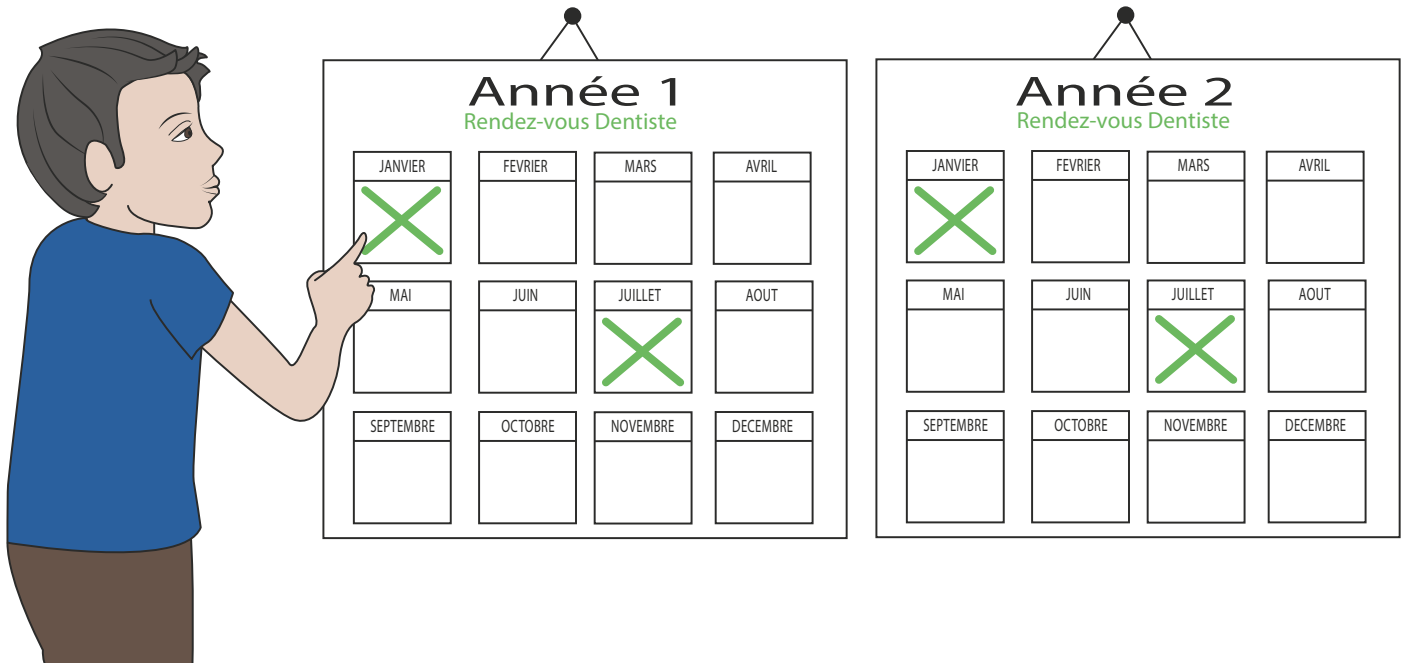 Année 1
Rendez-vous Dentiste
JANVIER FEVRIER MARS AVRIL
MAI JUIN JUILLET AOUT
SEPTEMBRE OCTOBRE NOVEMBRE DECEMBRE
Année 2
Rendez-vous Dentiste
JANVIER FEVRIER MARS AVRIL
MAI JUIN JUILLET AOUT
SEPTEMBRE OCTOBRE NOVEMBRE DECEMBRE